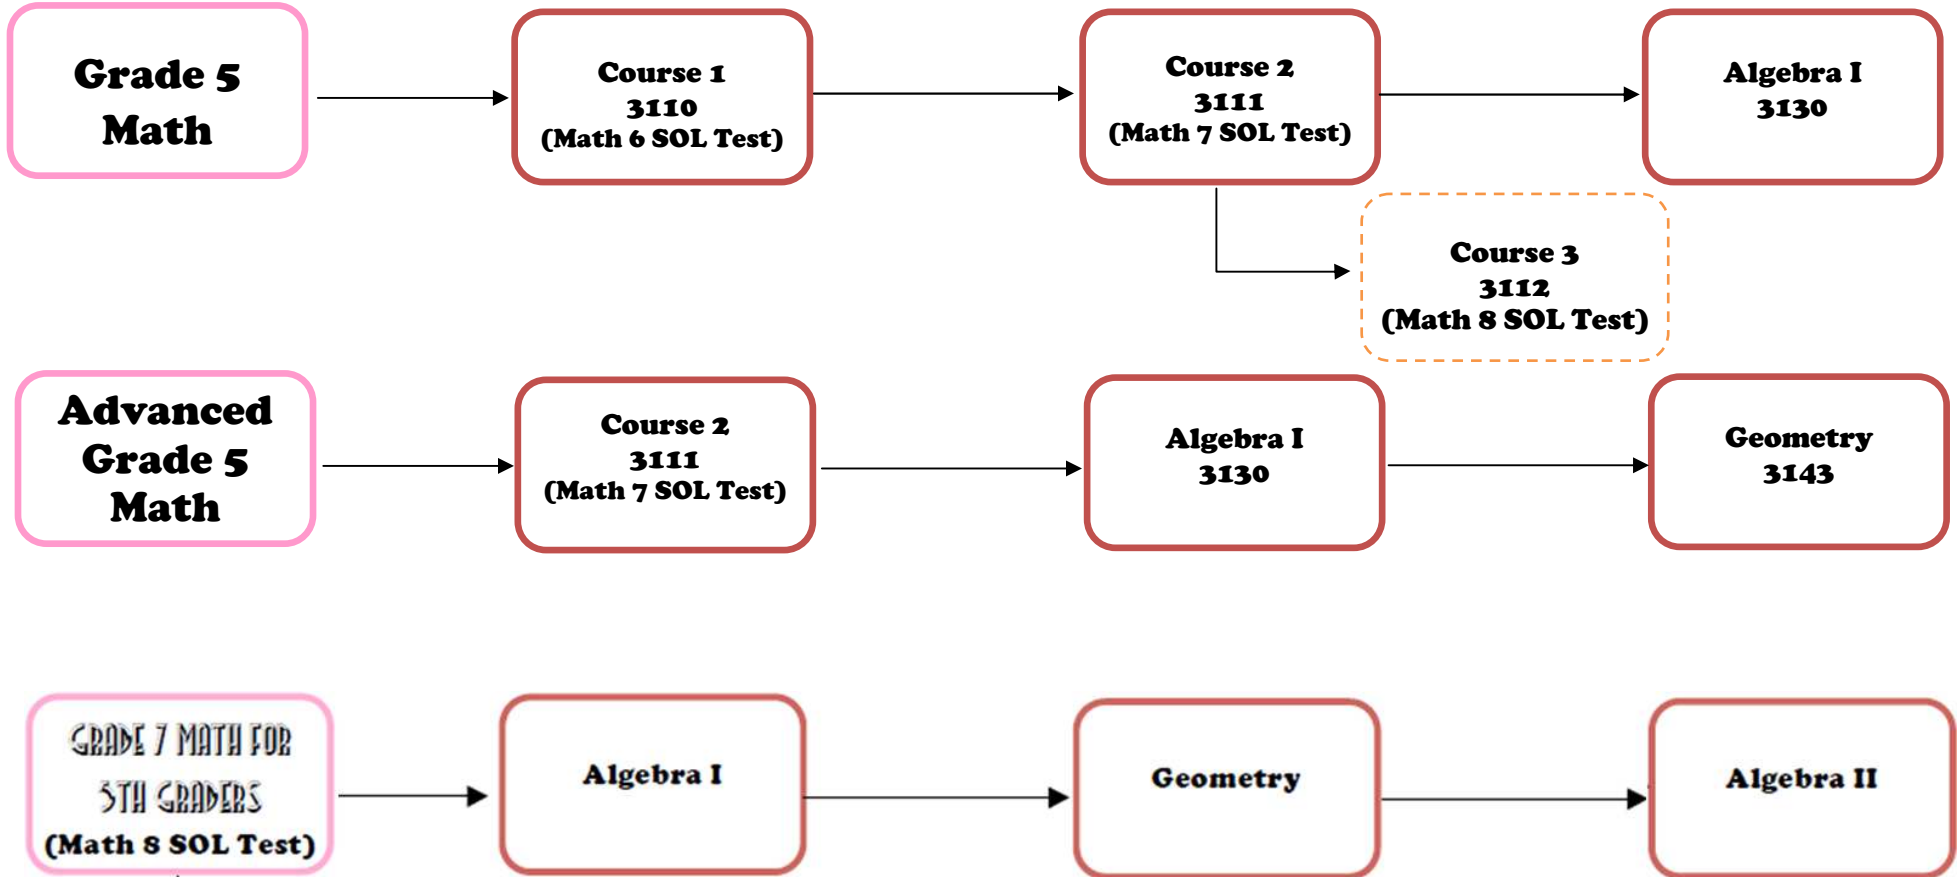 Grade 5
Math
Course 1
3110
(Math 6 SOL Test)
Course 2
3111
(Math 7 SOL Test)
Algebra I
3130
Course 3
3112
(Math 8 SOL Test)
Advanced
Grade 5
Math
Course 2
3111
(Math 7 SOL Test)
Algebra I
3130
Geometry
3143
GRADE 7 MATH FOR
5TH GRADERS
(Math 8 SOL Test)
Algebra I
Geometry
Algebra II